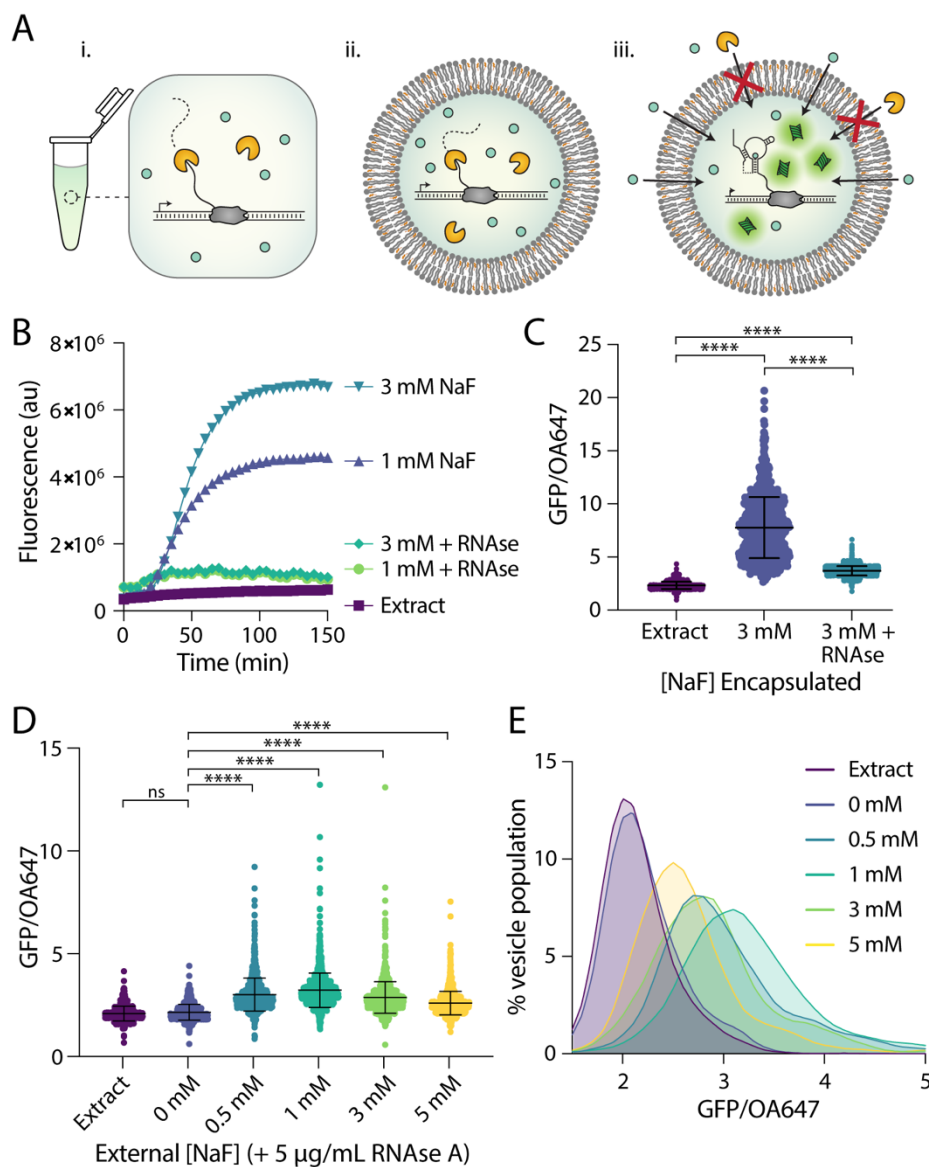 A
i.
ii.
iii.
B
Fluorescence (au)
8×10⁶
6×10⁶
4×10⁶
2×10⁶
0
0
50
100
150
Time (min)
3 mM NaF
1 mM NaF
3 mM + RNAse
1 mM + RNAse
Extract
C
GFP/OA647
25
20
15
10
5
0
****
****
****
Extract
3 mM
3 mM +
RNAse
[NaF] Encapsulated
D
GFP/OA647
15
10
5
0
****
****
****
****
ns
Extract
0 mM
0.5 mM
1 mM
3 mM
5 mM
External [NaF] (+ 5 μg/mL RNAse A)
E
% vesicle population
15
10
5
0
2
3
4
5
GFP/OA647
Extract
0 mM
0.5 mM
1 mM
3 mM
5 mM